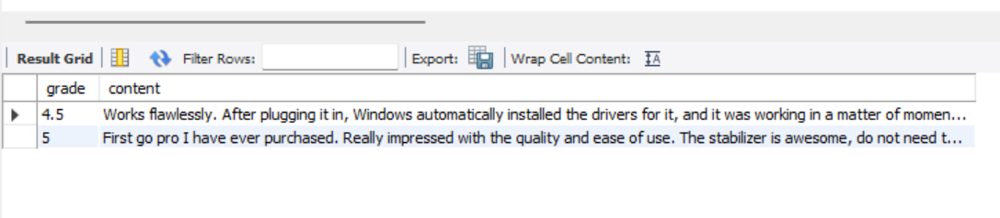 Result Grid Filter Rows: Export: Wrap Cell Content: IA
grade content
4.5 Works flawlessly. After plugging it in, Windows automatically installed the drivers for it, and it was working in a matter of momen...
5 First go pro I have ever purchased. Really impressed with the quality and ease of use. The stabilizer is awesome, do not need t...